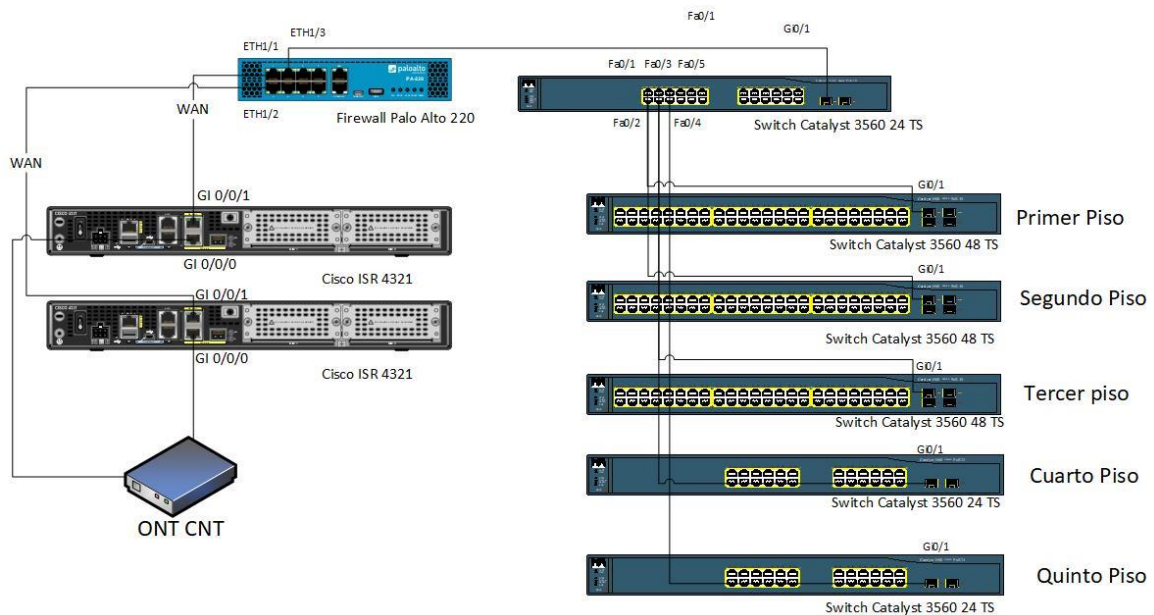 ETH1/1
ETH1/3
paloalto
ETH1/2
Firewall Palo Alto 220
WAN
WAN
GI 0/0/1
GI 0/0/0
Cisco ISR 4321
GI 0/0/1
GI 0/0/0
Cisco ISR 4321
ONT CNT
Fa0/1
Gi0/1
Fa0/1 Fa0/3 Fa0/5
Fa0/2 Fa0/4
Switch Catalyst 3560 24 TS
Gi0/1
Primer Piso
Switch Catalyst 3560 48 TS
Gi0/1
Segundo Piso
Switch Catalyst 3560 48 TS
Gi0/1
Tercer piso
Switch Catalyst 3560 48 TS
Gi0/1
Cuarto Piso
Switch Catalyst 3560 24 TS
Gi0/1
Quinto Piso
Switch Catalyst 3560 24 TS